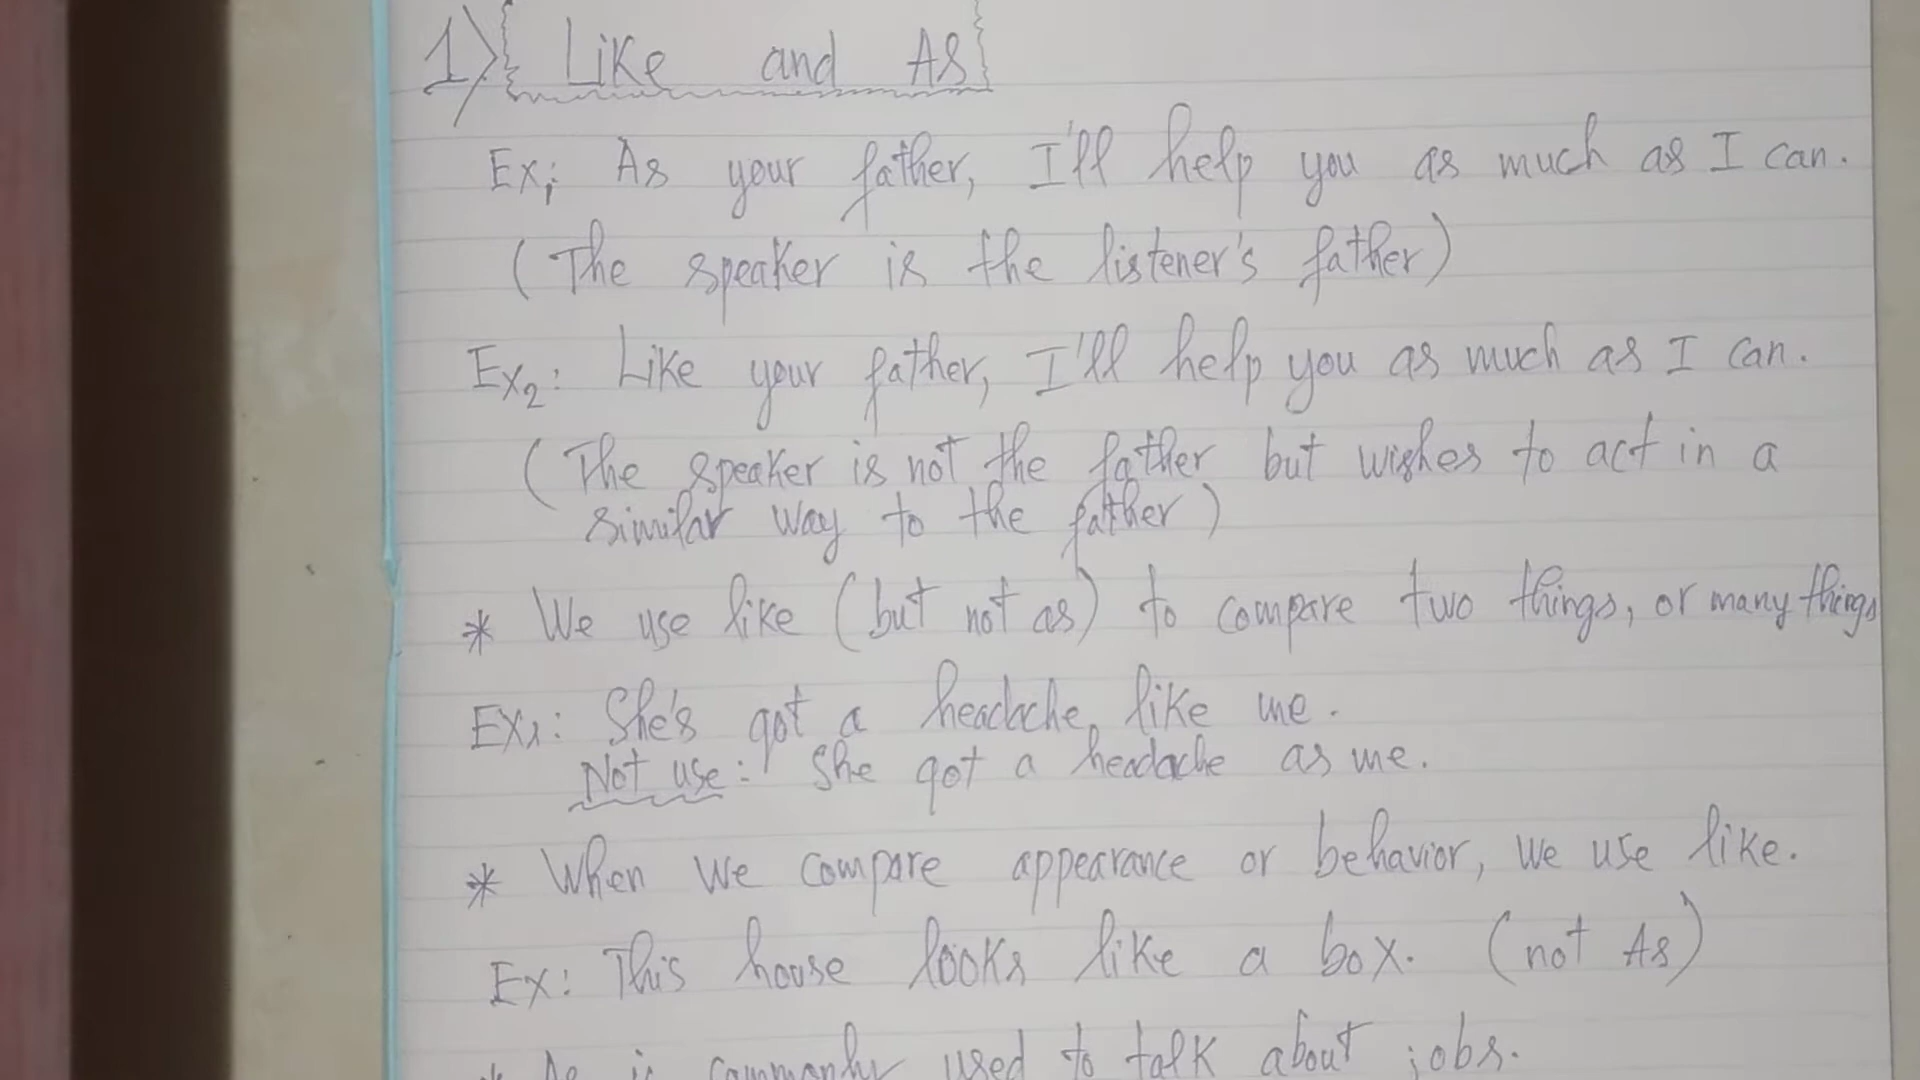 1) Like and As
Ex1: As your father, I'll help you as much as I can.
(The speaker is the listener's father)
Ex2: Like your father, I'll help you as much as I can.
(The speaker is not the father but wishes to act in a
similar way to the father)
* We use like (but not as) to compare two things, or many things
Ex1: She's got a headache, like me.
Not use: She got a headache as me.
* When we compare appearance or behavior, we use like.
Ex: This house looks like a box. (not As)
* As is commonly used to talk about jobs.